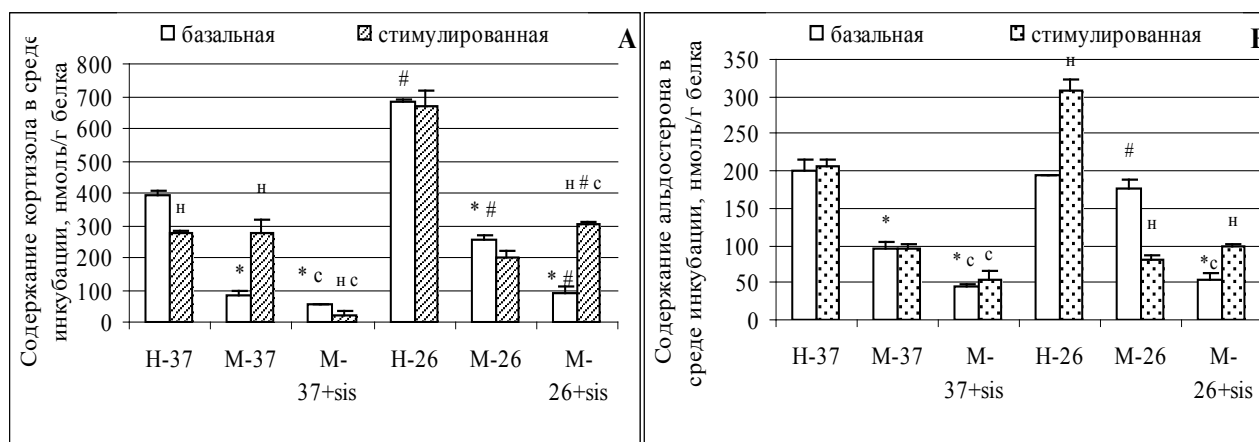 базальная стимулированная А
Содержание кортизола в среде
инкубации, нмоль/г белка
800
700
600
500
400
300
200
100
0
н
*
н
* с
н с
#
* #
н # с
*#
Н-37 М-37 М- Н-26 М-26 М-
37+sis 26+sis
базальная стимулированная
Содержание альдостерона в
среде инкубации, нмоль/г белка
350
300
250
200
150
100
50
0
*
* с
с
н
#
н
*с
н
Н-37 М-37 М- Н-26 М-26 М-
37+sis 26+sis